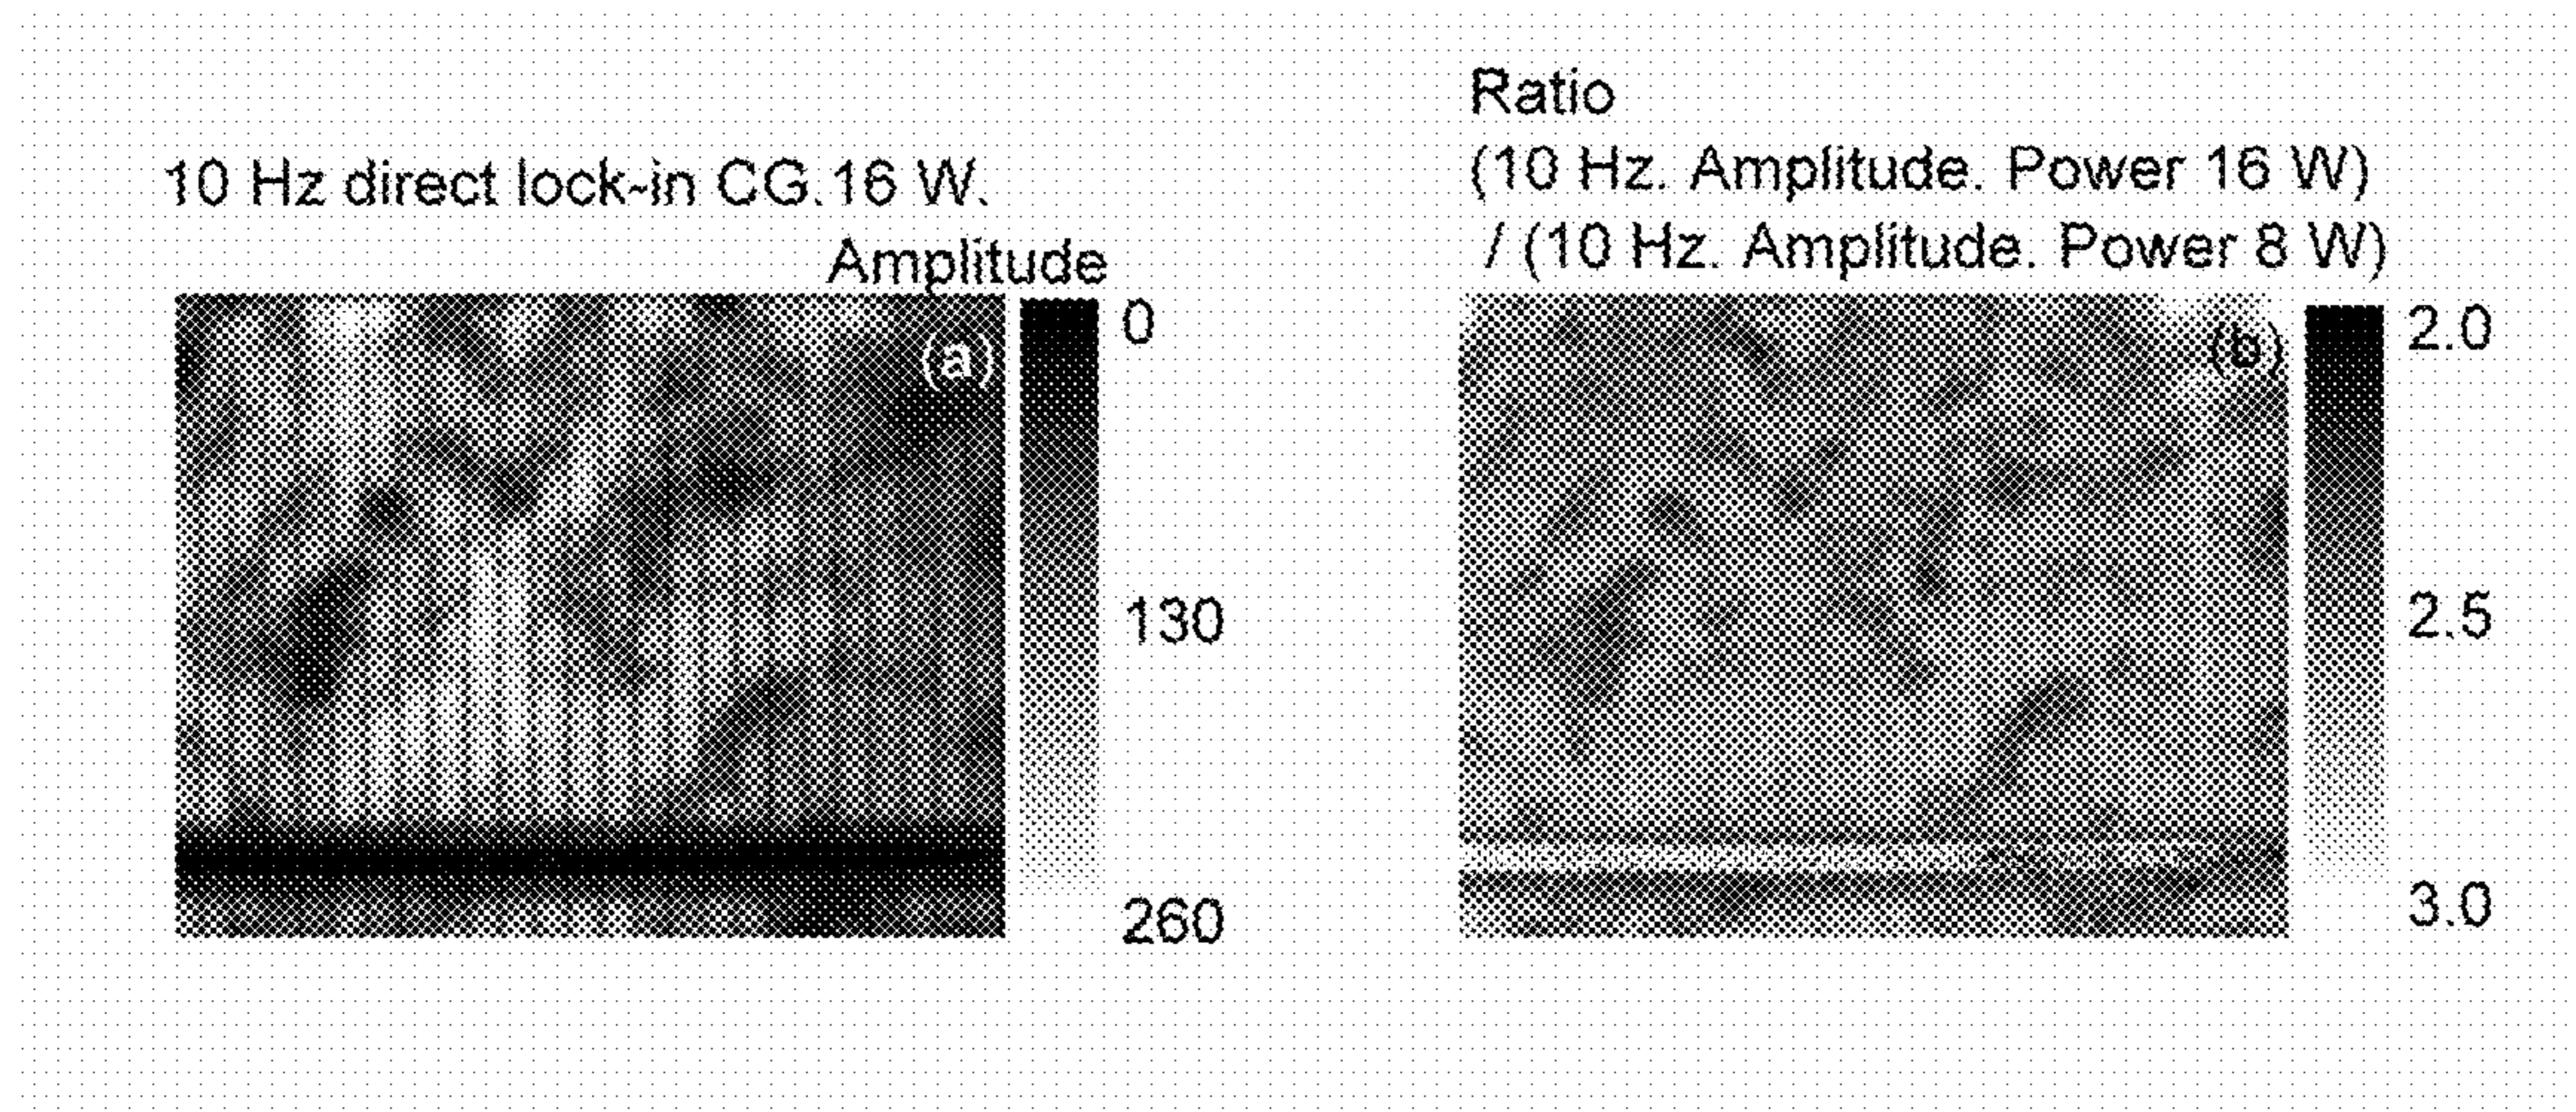 10 Hz direct lock-in CG.16 W.
Amplitude
(a)
0
130
260
Ratio
(10 Hz. Amplitude. Power 16 W)
/ (10 Hz. Amplitude. Power 8 W)
(b)
2.0
2.5
3.0